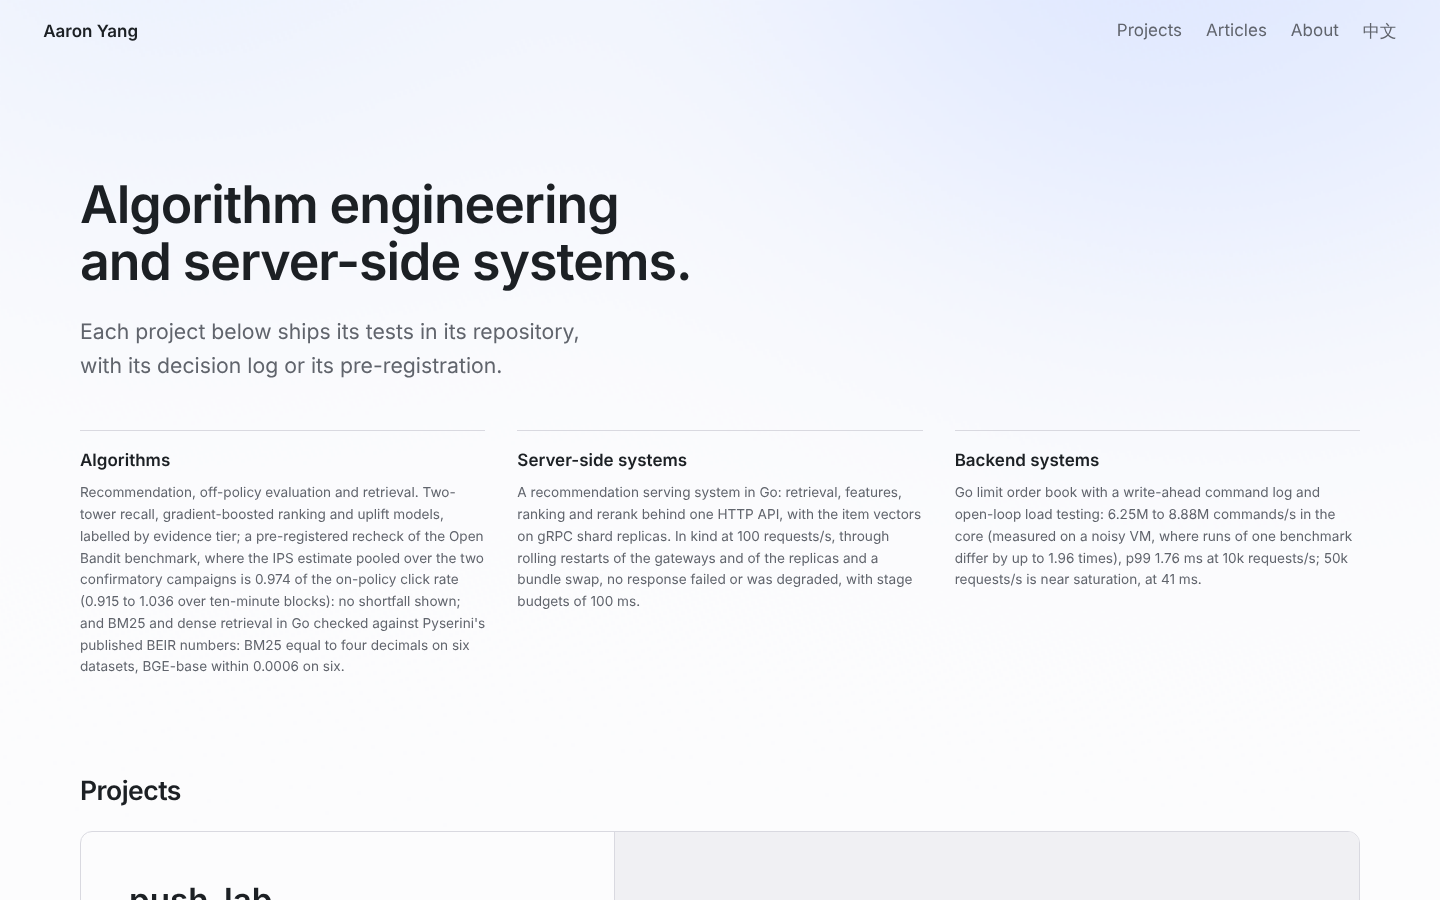 Aaron Yang
Projects
Articles
About
中文
Algorithm engineering
and server-side systems.
Each project below ships its tests in its repository,
with its decision log or its pre-registration.
Algorithms
Recommendation, off-policy evaluation and retrieval. Two-
tower recall, gradient-boosted ranking and uplift models,
labelled by evidence tier; a pre-registered recheck of the Open
Bandit benchmark, where the IPS estimate pooled over the two
confirmatory campaigns is 0.974 of the on-policy click rate
(0.915 to 1.036 over ten-minute blocks): no shortfall shown;
and BM25 and dense retrieval in Go checked against Pyserini's
published BEIR numbers: BM25 equal to four decimals on six
datasets, BGE-base within 0.0006 on six.
Server-side systems
A recommendation serving system in Go: retrieval, features,
ranking and rerank behind one HTTP API, with the item vectors
on gRPC shard replicas. In kind at 100 requests/s, through
rolling restarts of the gateways and of the replicas and a
bundle swap, no response failed or was degraded, with stage
budgets of 100 ms.
Backend systems
Go limit order book with a write-ahead command log and
open-loop load testing: 6.25M to 8.88M commands/s in the
core (measured on a noisy VM, where runs of one benchmark
differ by up to 1.96 times), p99 1.76 ms at 10k requests/s; 50k
requests/s is near saturation, at 41 ms.
Projects
push-lab